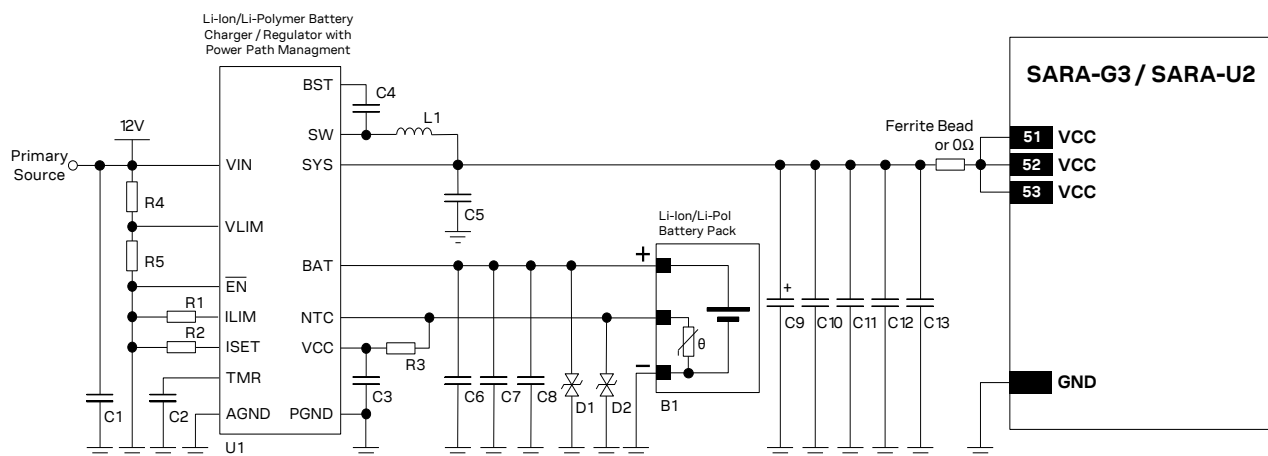 Li-Ion/Li-Polymer Battery
Charger / Regulator with
Power Path Managment
SARA-G3 / SARA-U2
BST
C4
SW
L1
12V
Primary
Source
VIN
SYS
Ferrite Bead
or 0Ω
51 VCC
52 VCC
53 VCC
R4
C5
VLIM
Li-Ion/Li-Pol
Battery Pack
R5
BAT
+
EN
R1
ILIM
NTC
+
C9
C10
C11
C12
C13
R2
ISET
VCC
R3
θ
TMR
−
GND
C1
C2
AGND
PGND
C3
C6
C7
C8
D1
D2
B1
U1